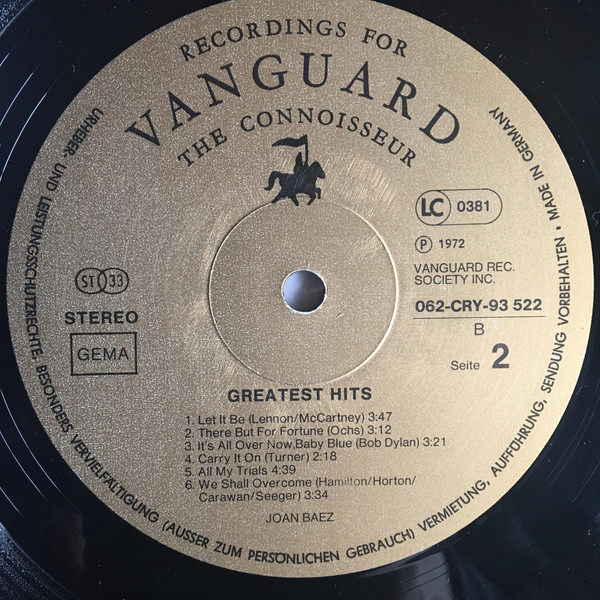 RECORDINGS FOR
VANGUARD
THE CONNOISSEUR
URHEBER- UND LEISTUNGSSCHUTZRECHTE, BESONDERS VERVIELFÄLTIGUNG (AUSSER ZUM PERSÖNLICHEN GEBRAUCH) VERMIETUNG, AUFFÜHRUNG, SENDUNG VORBEHALTEN • MADE IN GERMANY
LC 0381
ST 33
Ⓟ 1972
STEREO
VANGUARD REC.
SOCIETY INC.
GEMA
062-CRY-93 522
B
Seite 2
GREATEST HITS
1. Let It Be (Lennon/McCartney) 3:47
2. There But For Fortune (Ochs) 3:12
3. It's All Over Now,Baby Blue (Bob Dylan) 3:21
4. Carry It On (Turner) 2:18
5. All My Trials 4:39
6. We Shall Overcome (Hamilton/Horton/
Carawan/Seeger) 3:34
JOAN BAEZ